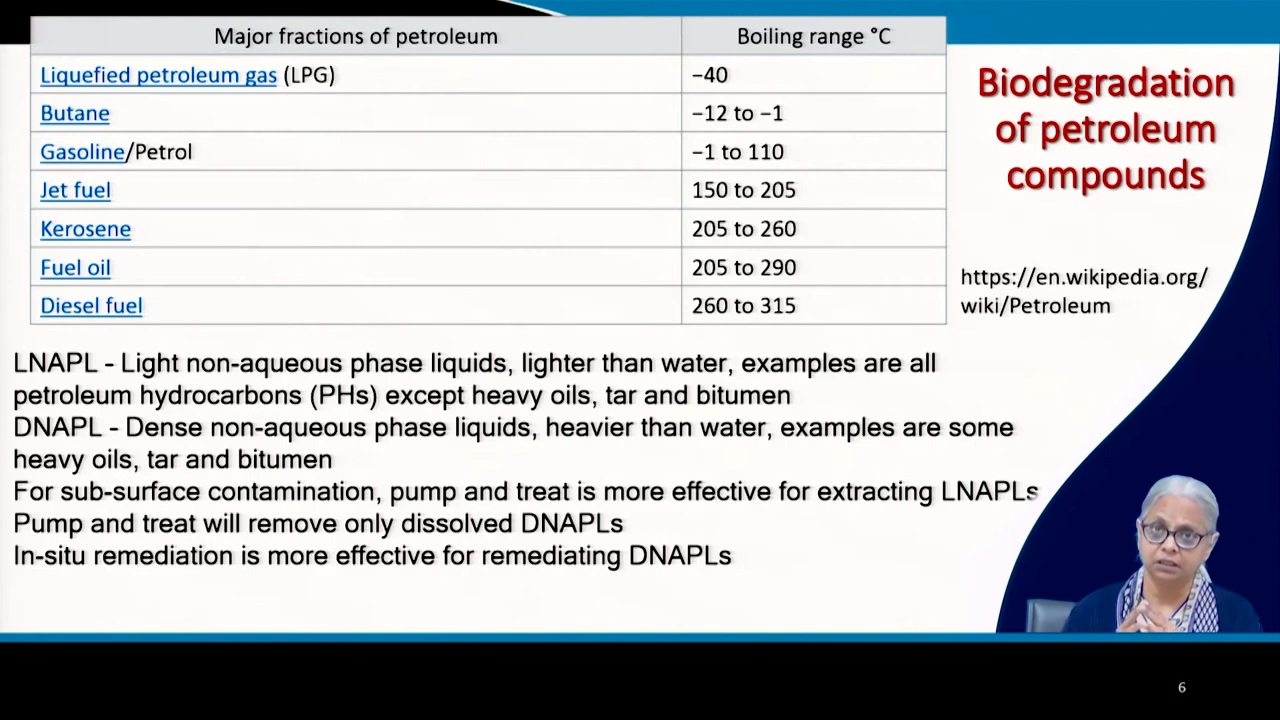 Major fractions of petroleum Boiling range °C
Liquefied petroleum gas (LPG) −40
Butane −12 to −1
Gasoline/Petrol −1 to 110
Jet fuel 150 to 205
Kerosene 205 to 260
Fuel oil 205 to 290
Diesel fuel 260 to 315
Biodegradation
of petroleum
compounds
https://en.wikipedia.org/
wiki/Petroleum
LNAPL - Light non-aqueous phase liquids, lighter than water, examples are all
petroleum hydrocarbons (PHs) except heavy oils, tar and bitumen
DNAPL - Dense non-aqueous phase liquids, heavier than water, examples are some
heavy oils, tar and bitumen
For sub-surface contamination, pump and treat is more effective for extracting LNAPLs
Pump and treat will remove only dissolved DNAPLs
In-situ remediation is more effective for remediating DNAPLs
6